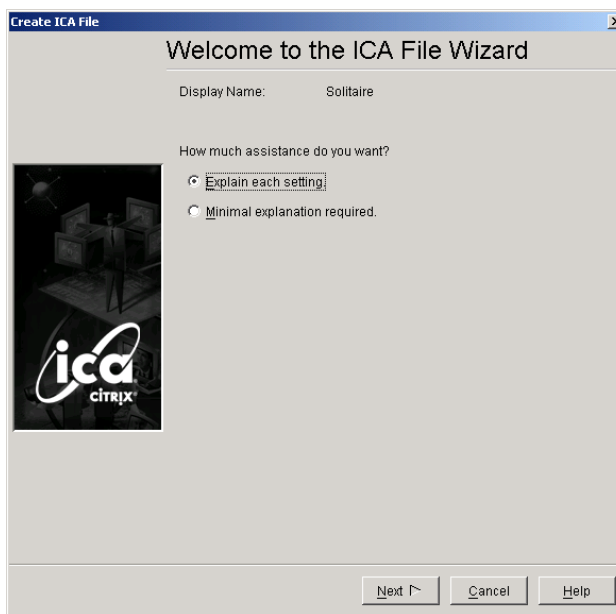 Create ICA File
Welcome to the ICA File Wizard
Display Name: Solitaire
How much assistance do you want?
Explain each setting.
Minimal explanation required.
ica
CITRIX
Next
Cancel
Help